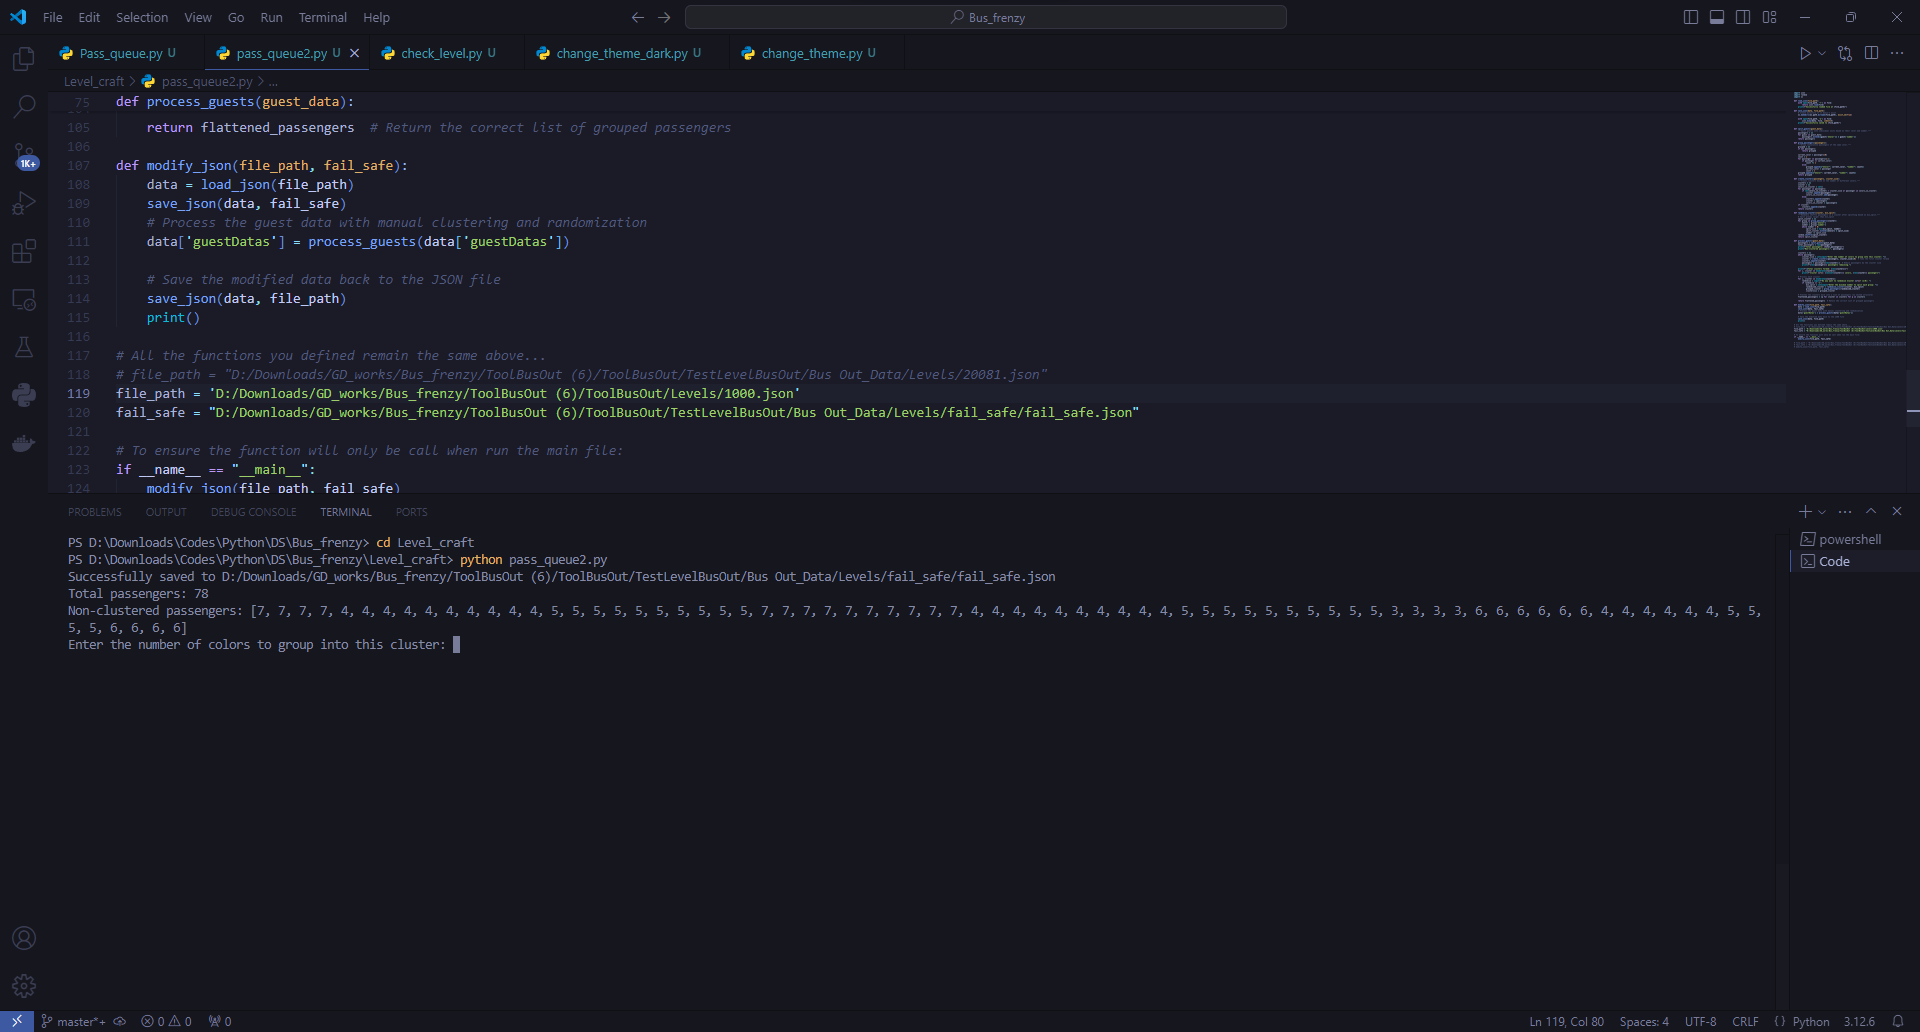 File Edit Selection View Go Run Terminal Help
Bus_frenzy
Pass_queue.py U pass_queue2.py U check_level.py U change_theme_dark.py U change_theme.py U
Level_craft > pass_queue2.py > ...
75 def process_guests(guest_data):
105 return flattened_passengers # Return the correct list of grouped passengers
106
107 def modify_json(file_path, fail_safe):
108 data = load_json(file_path)
109 save_json(data, fail_safe)
110 # Process the guest data with manual clustering and randomization
111 data['guestDatas'] = process_guests(data['guestDatas'])
112
113 # Save the modified data back to the JSON file
114 save_json(data, file_path)
115 print()
116
117 # All the functions you defined remain the same above...
118 # file_path = "D:/Downloads/GD_works/Bus_frenzy/ToolBusOut (6)/ToolBusOut/TestLevelBusOut/Bus Out_Data/Levels/20081.json"
119 file_path = 'D:/Downloads/GD_works/Bus_frenzy/ToolBusOut (6)/ToolBusOut/Levels/1000.json'
120 fail_safe = "D:/Downloads/GD_works/Bus_frenzy/ToolBusOut (6)/ToolBusOut/TestLevelBusOut/Bus Out_Data/Levels/fail_safe/fail_safe.json"
121
122 # To ensure the function will only be call when run the main file:
123 if __name__ == "__main__":
124 modify_json(file_path, fail_safe)
1K+
PROBLEMS OUTPUT DEBUG CONSOLE TERMINAL PORTS
PS D:\Downloads\Codes\Python\DS\Bus_frenzy> cd Level_craft
PS D:\Downloads\Codes\Python\DS\Bus_frenzy\Level_craft> python pass_queue2.py
Successfully saved to D:/Downloads/GD_works/Bus_frenzy/ToolBusOut (6)/ToolBusOut/TestLevelBusOut/Bus Out_Data/Levels/fail_safe/fail_safe.json
Total passengers: 78
Non-clustered passengers: [7, 7, 7, 7, 4, 4, 4, 4, 4, 4, 4, 4, 4, 4, 5, 5, 5, 5, 5, 5, 5, 5, 5, 5, 7, 7, 7, 7, 7, 7, 7, 7, 7, 7, 4, 4, 4, 4, 4, 4, 4, 4, 4, 4, 5, 5, 5, 5, 5, 5, 5, 5, 5, 5, 3, 3, 3, 3, 6, 6, 6, 6, 6, 6, 4, 4, 4, 4, 4, 4, 5, 5,
5, 5, 6, 6, 6, 6]
Enter the number of colors to group into this cluster:
powershell
Code
master*+ 0 0 0 Ln 119, Col 80 Spaces: 4 UTF-8 CRLF {} Python 3.12.6